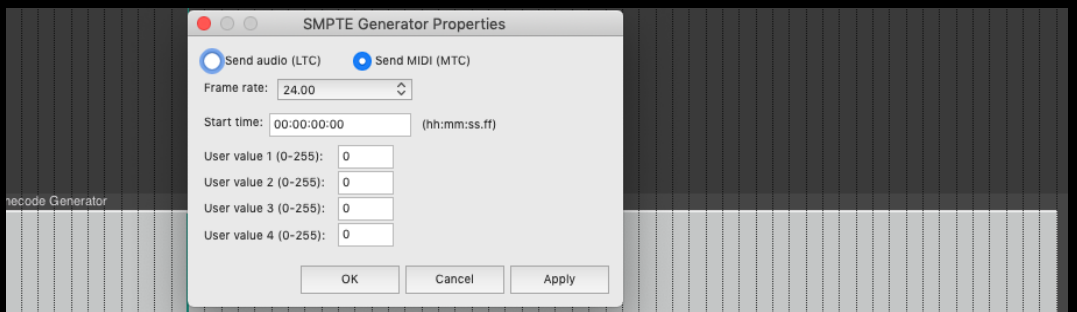 SMPTE Generator Properties
Send audio (LTC) Send MIDI (MTC)
Frame rate: 24.00
Start time: 00:00:00:00 (hh:mm:ss.ff)
User value 1 (0-255): 0
User value 2 (0-255): 0
necode Generator
User value 3 (0-255): 0
User value 4 (0-255): 0
OK Cancel Apply